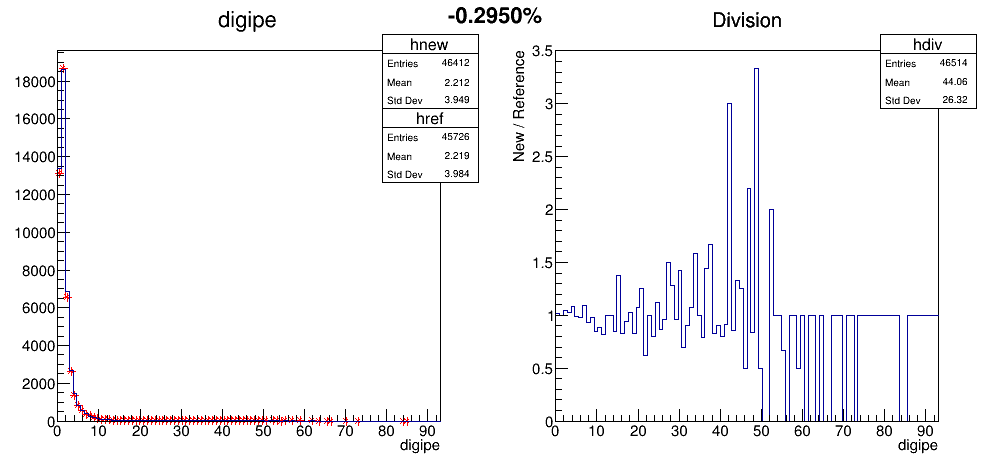 -0.2950%
digipe
hnew
Entries 46412
Mean 2.212
Std Dev 3.949
href
Entries 45726
Mean 2.219
Std Dev 3.984
18000
16000
14000
12000
10000
8000
6000
4000
2000
0
0 10 20 30 40 50 60 70 80 90
digipe
Division
hdiv
Entries 46514
Mean 44.06
Std Dev 26.32
New / Reference
3.5
3
2.5
2
1.5
1
0.5
0
0 10 20 30 40 50 60 70 80 90
digipe